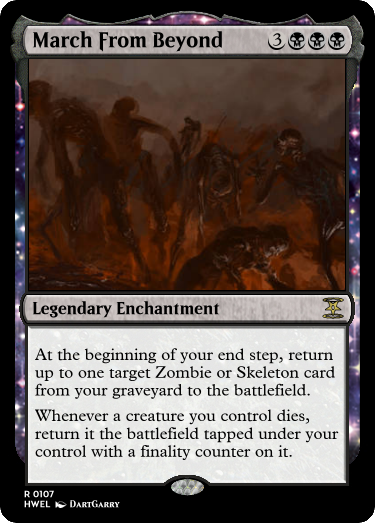 March From Beyond 3
Legendary Enchantment
At the beginning of your end step, return
up to one target Zombie or Skeleton card
from your graveyard to the battlefield.
Whenever a creature you control dies,
return it the battlefield tapped under your
control with a finality counter on it.
R 0107
HWEL DartGarry